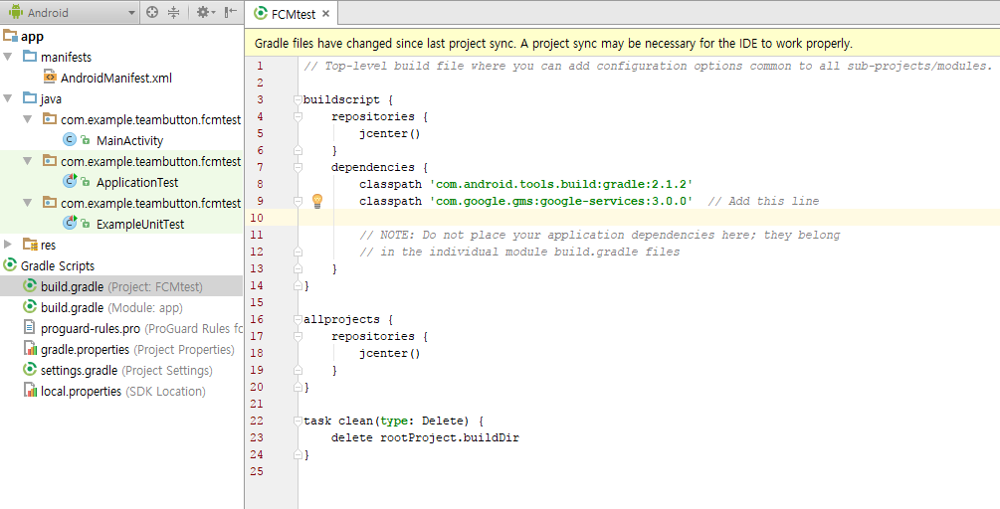 Android
app
manifests
AndroidManifest.xml
java
com.example.teambutton.fcmtest
MainActivity
com.example.teambutton.fcmtest
ApplicationTest
com.example.teambutton.fcmtest
ExampleUnitTest
res
Gradle Scripts
build.gradle (Project: FCMtest)
build.gradle (Module: app)
proguard-rules.pro (ProGuard Rules fo
gradle.properties (Project Properties)
settings.gradle (Project Settings)
local.properties (SDK Location)
FCMtest
Gradle files have changed since last project sync. A project sync may be necessary for the IDE to work properly.
1 // Top-level build file where you can add configuration options common to all sub-projects/modules.
2
3 buildscript {
4 repositories {
5 jcenter()
6 }
7 dependencies {
8 classpath 'com.android.tools.build:gradle:2.1.2'
9 classpath 'com.google.gms:google-services:3.0.0' // Add this line
10
11 // NOTE: Do not place your application dependencies here; they belong
12 // in the individual module build.gradle files
13 }
14 }
15
16 allprojects {
17 repositories {
18 jcenter()
19 }
20 }
21
22 task clean(type: Delete) {
23 delete rootProject.buildDir
24 }
25